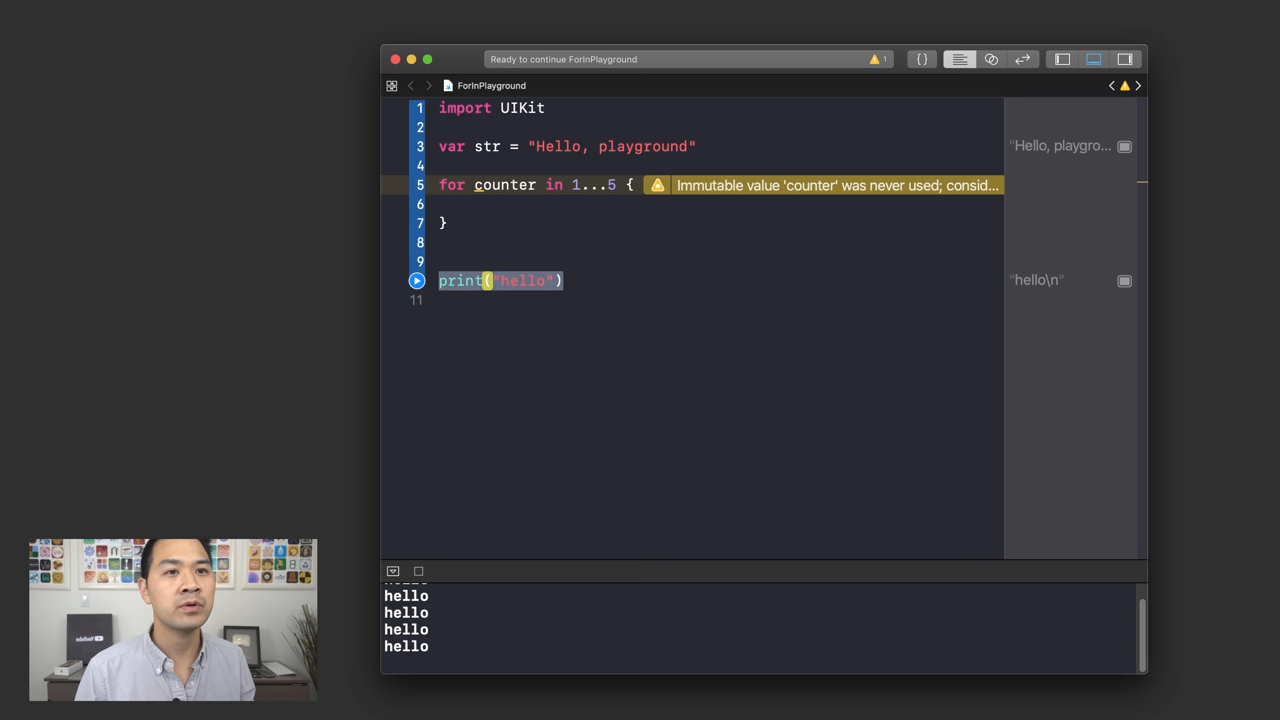 Ready to continue ForInPlayground
1
ForInPlayground
1 import UIKit
2
3 var str = "Hello, playground"
"Hello, playgro...
4
5 for counter in 1...5 {
Immutable value 'counter' was never used; consid...
6
7 }
8
9
print("hello")
"hello\n"
11
hello
hello
hello
hello
hello